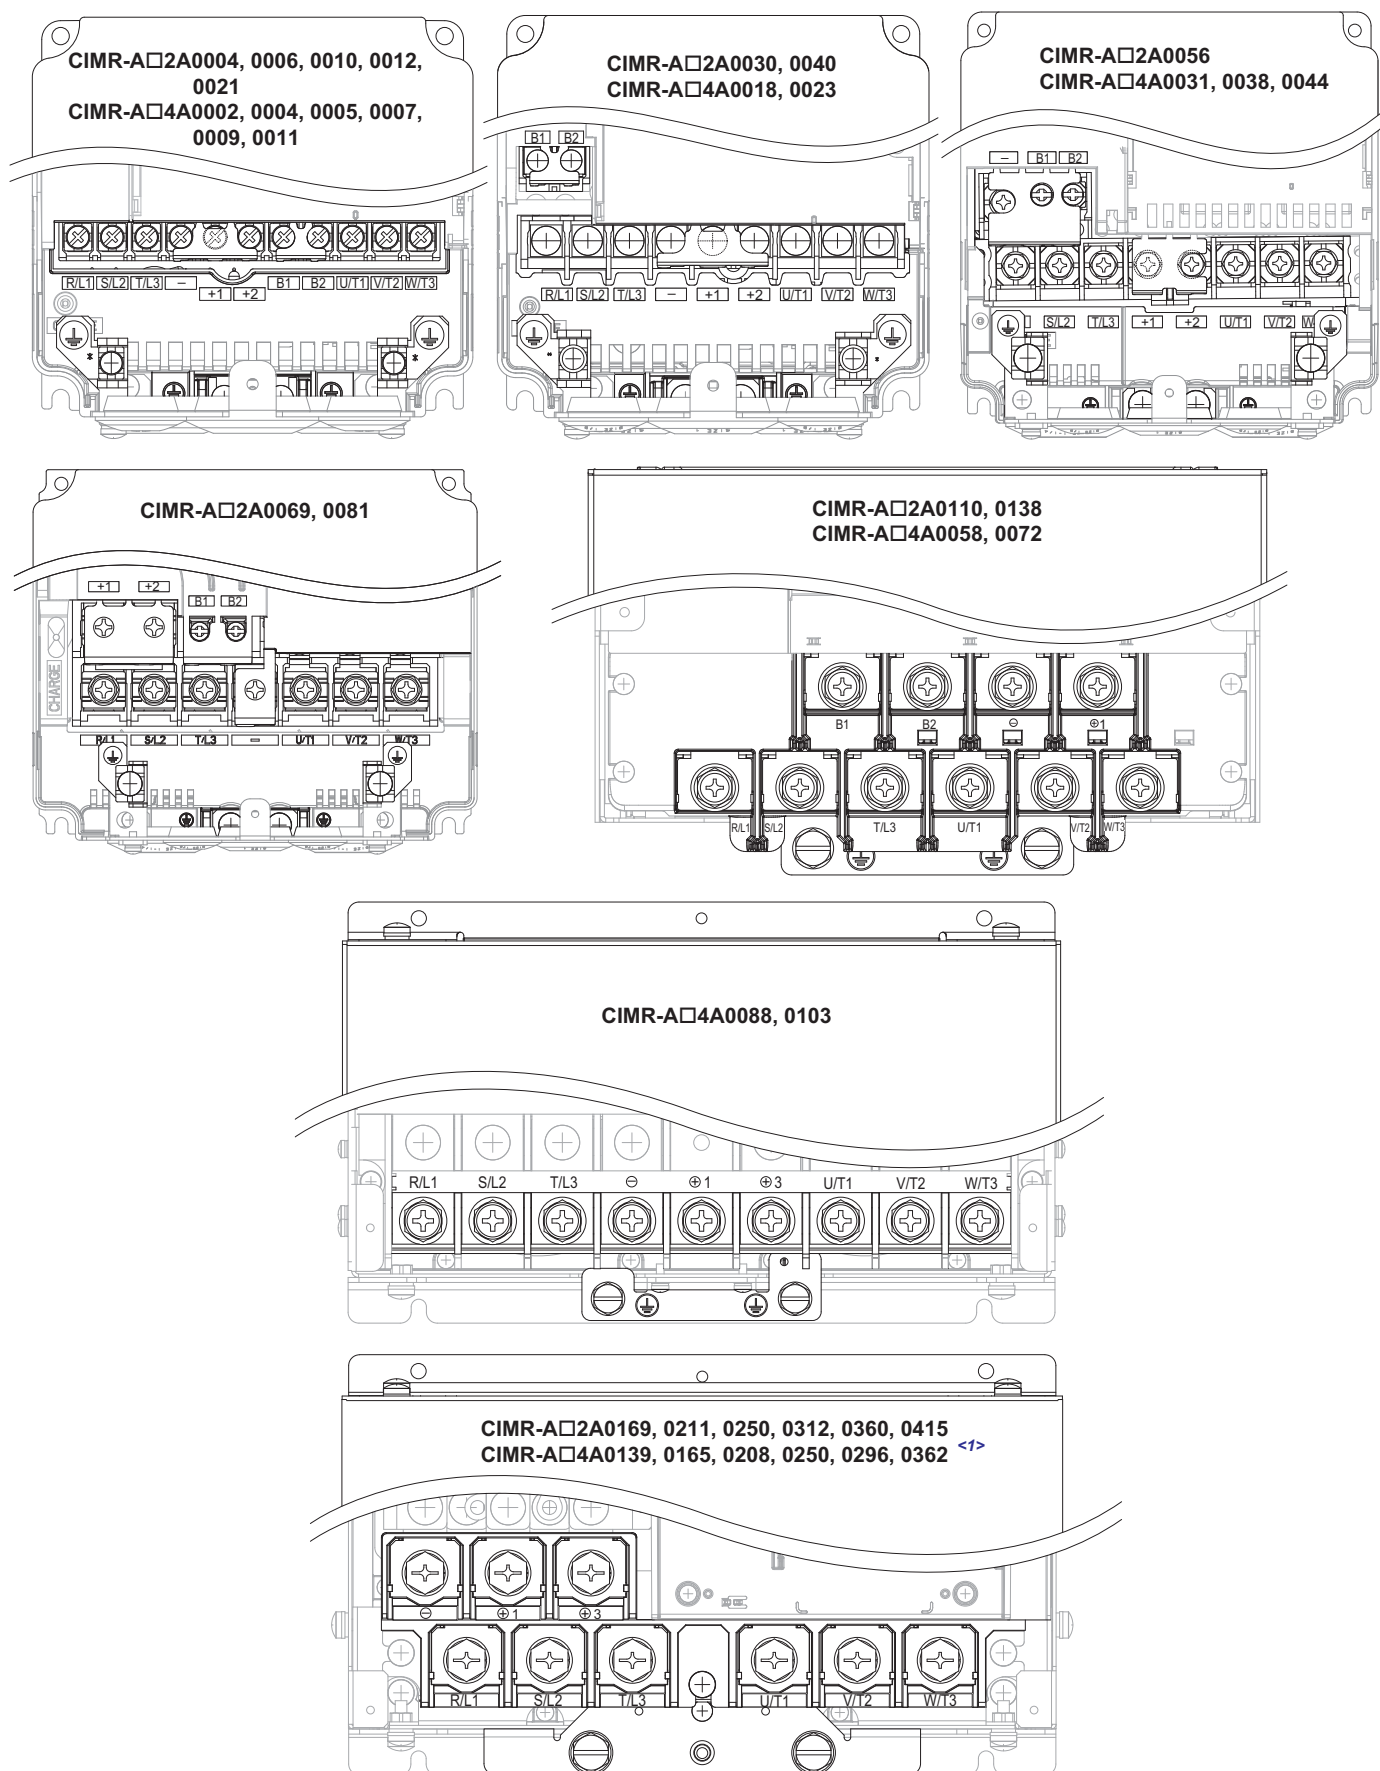 CIMR-A□2A0004, 0006, 0010, 0012,
0021
CIMR-A□4A0002, 0004, 0005, 0007,
0009, 0011
R/L1 S/L2 T/L3 − +1 +2 B1 B2 U/T1 V/T2 W/T3
CIMR-A□2A0030, 0040
CIMR-A□4A0018, 0023
B1 B2
R/L1 S/L2 T/L3 − +1 +2 U/T1 V/T2 W/T3
CIMR-A□2A0056
CIMR-A□4A0031, 0038, 0044
− B1 B2
S/L2 T/L3 +1 +2 U/T1 V/T2
CIMR-A□2A0069, 0081
+1 +2
B1 B2
CHARGE
R/L1 S/L2 T/L3 − U/T1 V/T2 W/T3
CIMR-A□2A0110, 0138
CIMR-A□4A0058, 0072
B1 B2 ⊖ ⊕1
R/L1 S/L2 T/L3 U/T1 V/T2 W/T3
CIMR-A□4A0088, 0103
R/L1 S/L2 T/L3 ⊖ ⊕1 ⊕3 U/T1 V/T2 W/T3
CIMR-A□2A0169, 0211, 0250, 0312, 0360, 0415
CIMR-A□4A0139, 0165, 0208, 0250, 0296, 0362 <1>
⊖ ⊕1 ⊕3
R/L1 S/L2 T/L3 U/T1 V/T2 W/T3